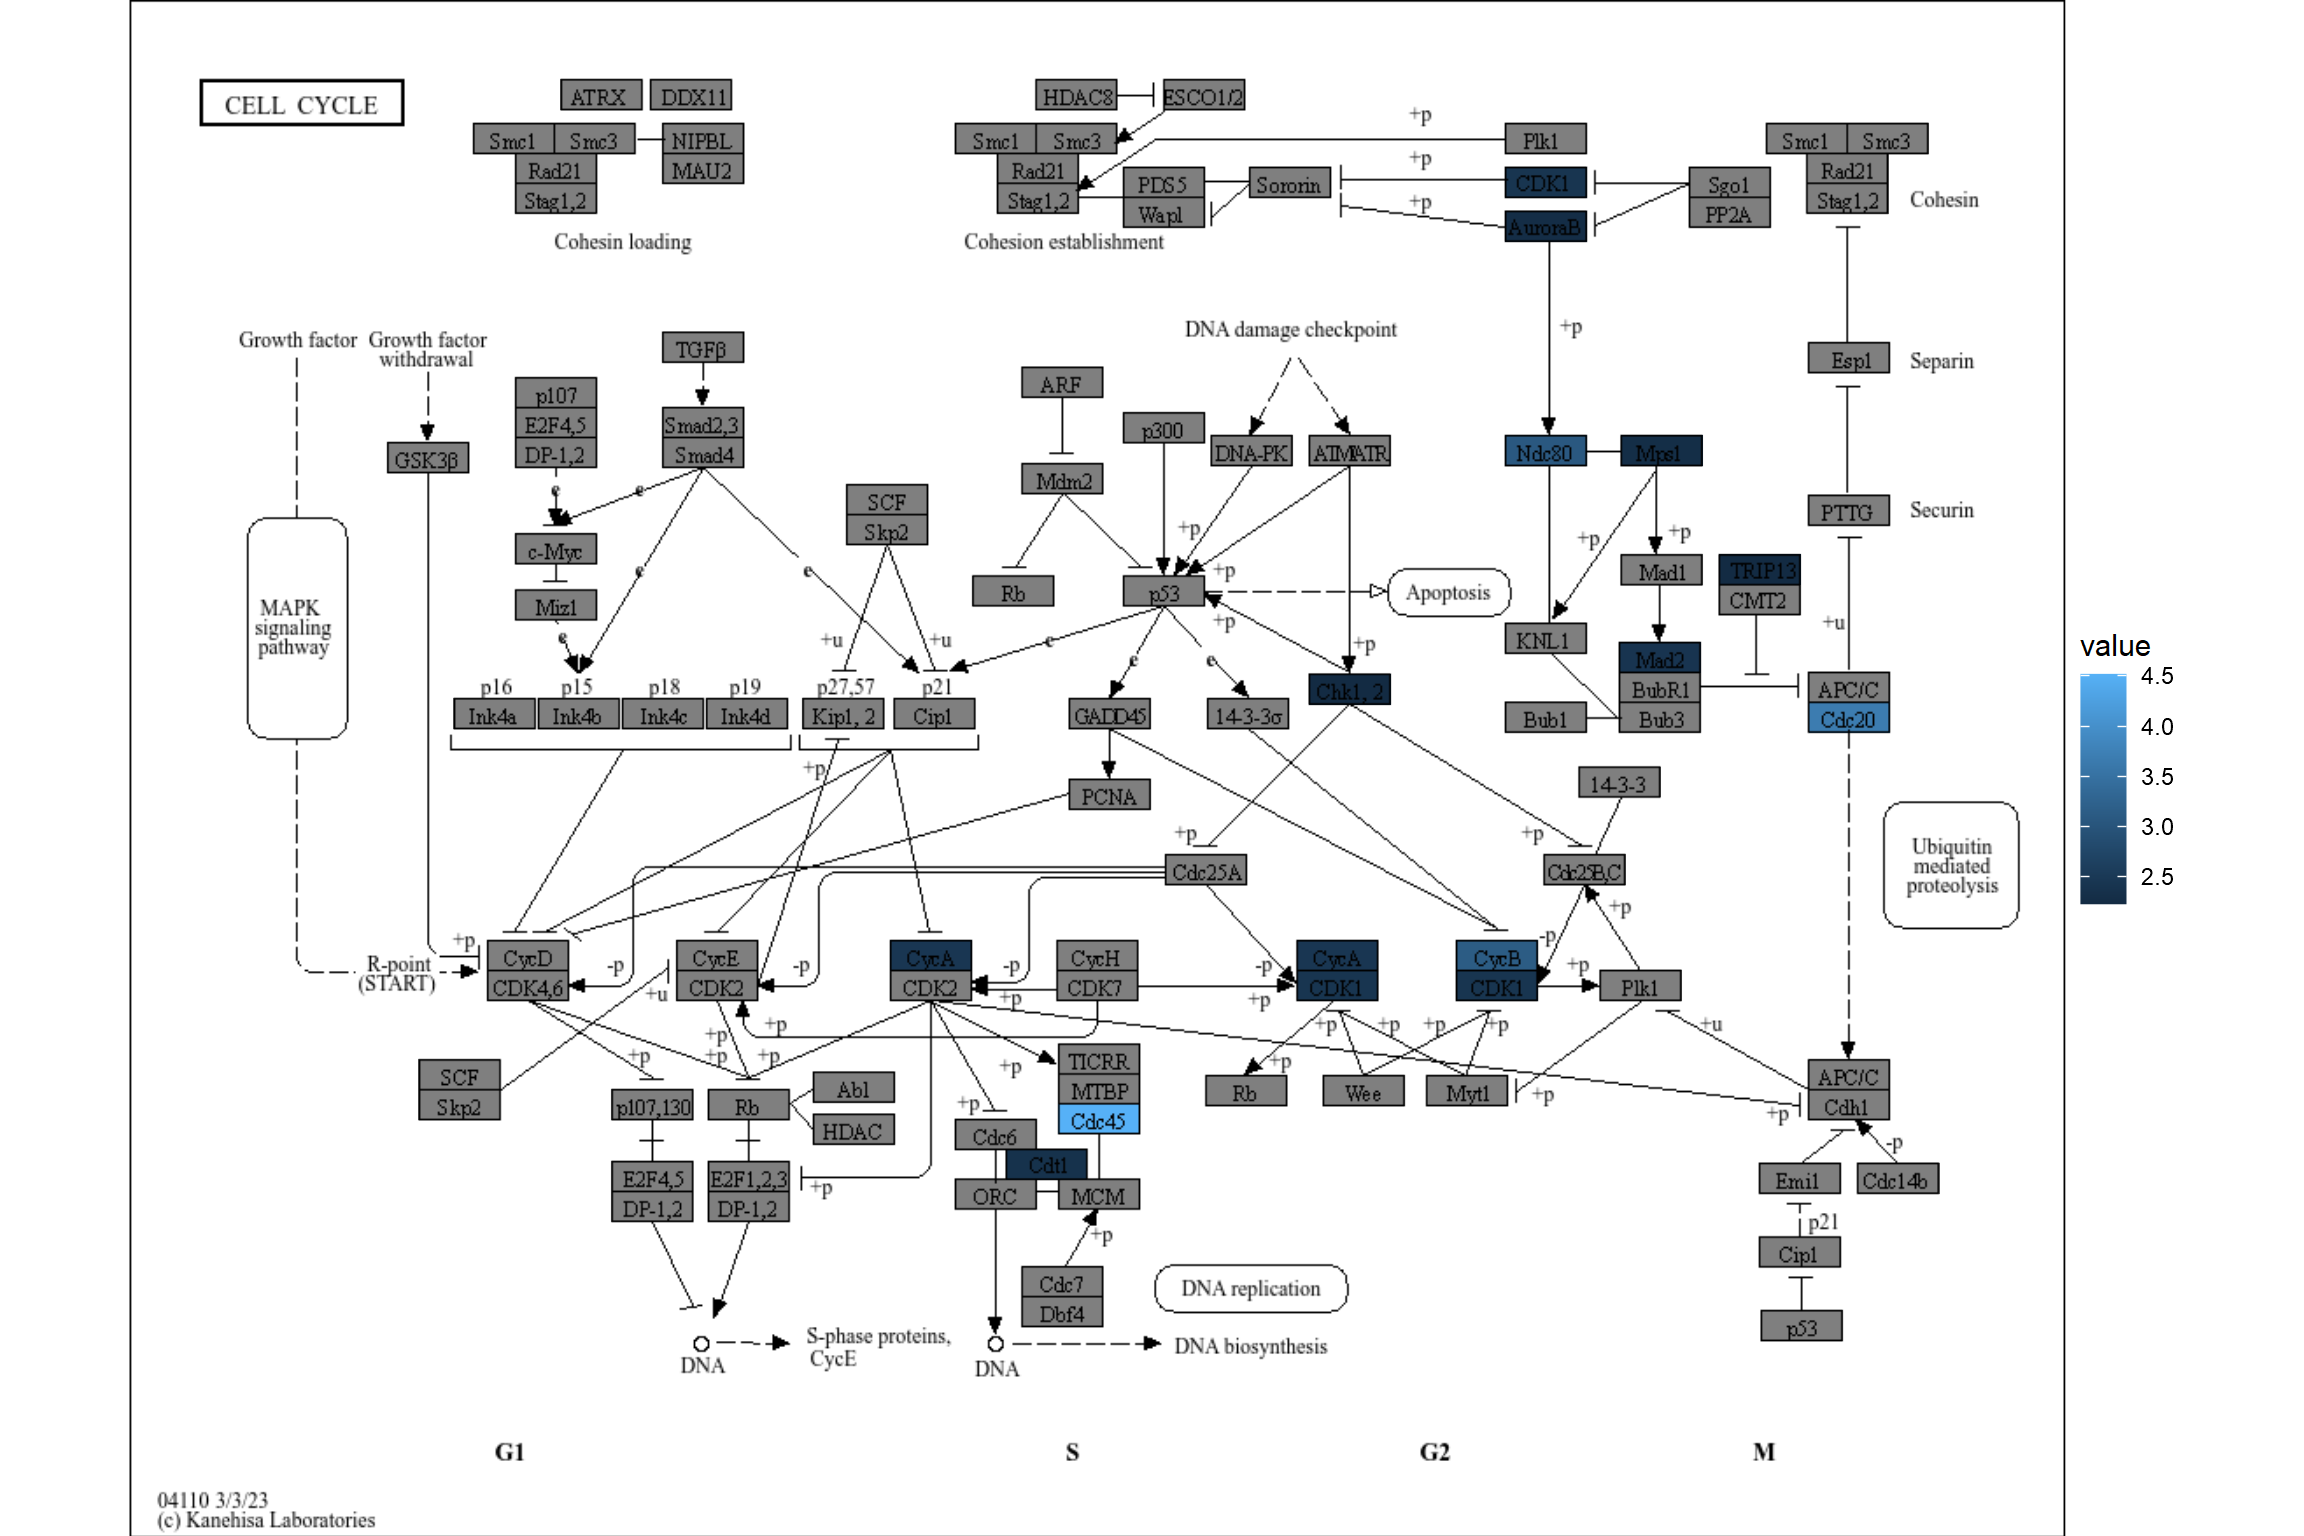 CELL CYCLE
ATRX
DDX11
Smc1
Smc3
NIPBL
Rad21
MAU2
Stag1,2
Cohesin loading
HDAC8
ESCO1/2
Smc1
Smc3
Rad21
Stag1,2
PDS5
Wapl
Sororin
Cohesion establishment
+p
+p
+p
Plk1
CDK1
AuroraB
Sgo1
PP2A
Smc1
Smc3
Rad21
Stag1,2
Cohesin
+p
Esp1
Separin
PTTG
Securin
Growth factor
Growth factor
withdrawal
GSK3β
TGFβ
p107
E2F4,5
DP-1,2
Smad2,3
Smad4
e
e
c-Myc
e
Miz1
e
e
MAPK
signaling
pathway
SCF
Skp2
+u
+u
DNA damage checkpoint
ARF
p300
DNA-PK
ATM/ATR
Mdm2
Rb
+p
+p
p53
+p
+p
Apoptosis
e
e
e
Ndc80
Mps1
+p
+p
Mad1
TRIP13
CMT2
KNL1
Mad2
BubR1
Bub1
Bub3
+u
APC/C
Cdc20
p16
p15
p18
p19
p27,57
p21
Ink4a
Ink4b
Ink4c
Ink4d
Kip1, 2
Cip1
GADD45
14-3-3σ
Chk1, 2
+p
PCNA
14-3-3
+p
+p
Cdc25A
Cdc25B,C
Ubiquitin
mediated
proteolysis
+p
-p
+p
R-point
(START)
+p
CycD
CDK4,6
-p
CycE
CDK2
-p
CycA
CDK2
-p
+p
CycH
CDK7
-p
+p
CycA
CDK1
CycB
CDK1
+p
Plk1
+u
+p
+p
+p
+p
+p
+p
+p
+p
+p
+p
+u
SCF
Skp2
p107,130
Rb
Abl
HDAC
TICRR
MTBP
Cdc45
+p
Cdc6
Cdt1
ORC
MCM
Rb
Wee
Myt1
+p
+p
APC/C
Cdh1
-p
E2F4,5
DP-1,2
E2F1,2,3
DP-1,2
+p
+p
Cdc7
Dbf4
DNA replication
Emi1
Cdc14b
p21
Cip1
p53
DNA
S-phase proteins,
CycE
DNA
DNA biosynthesis
G1
S
G2
M
04110 3/3/23
(c) Kanehisa Laboratories
value
4.5
4.0
3.5
3.0
2.5